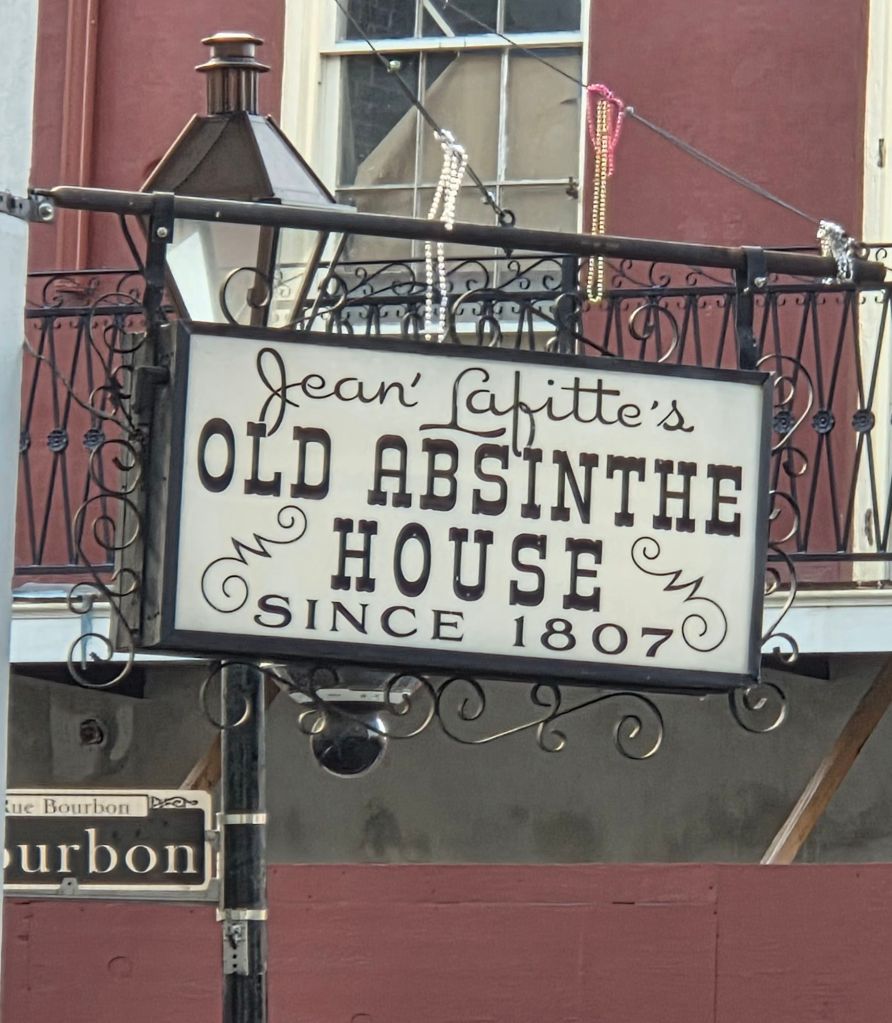 Jean' Lafitte's
OLD ABSINTHE
HOUSE
SINCE 1807
Rue Bourbon
ourbon